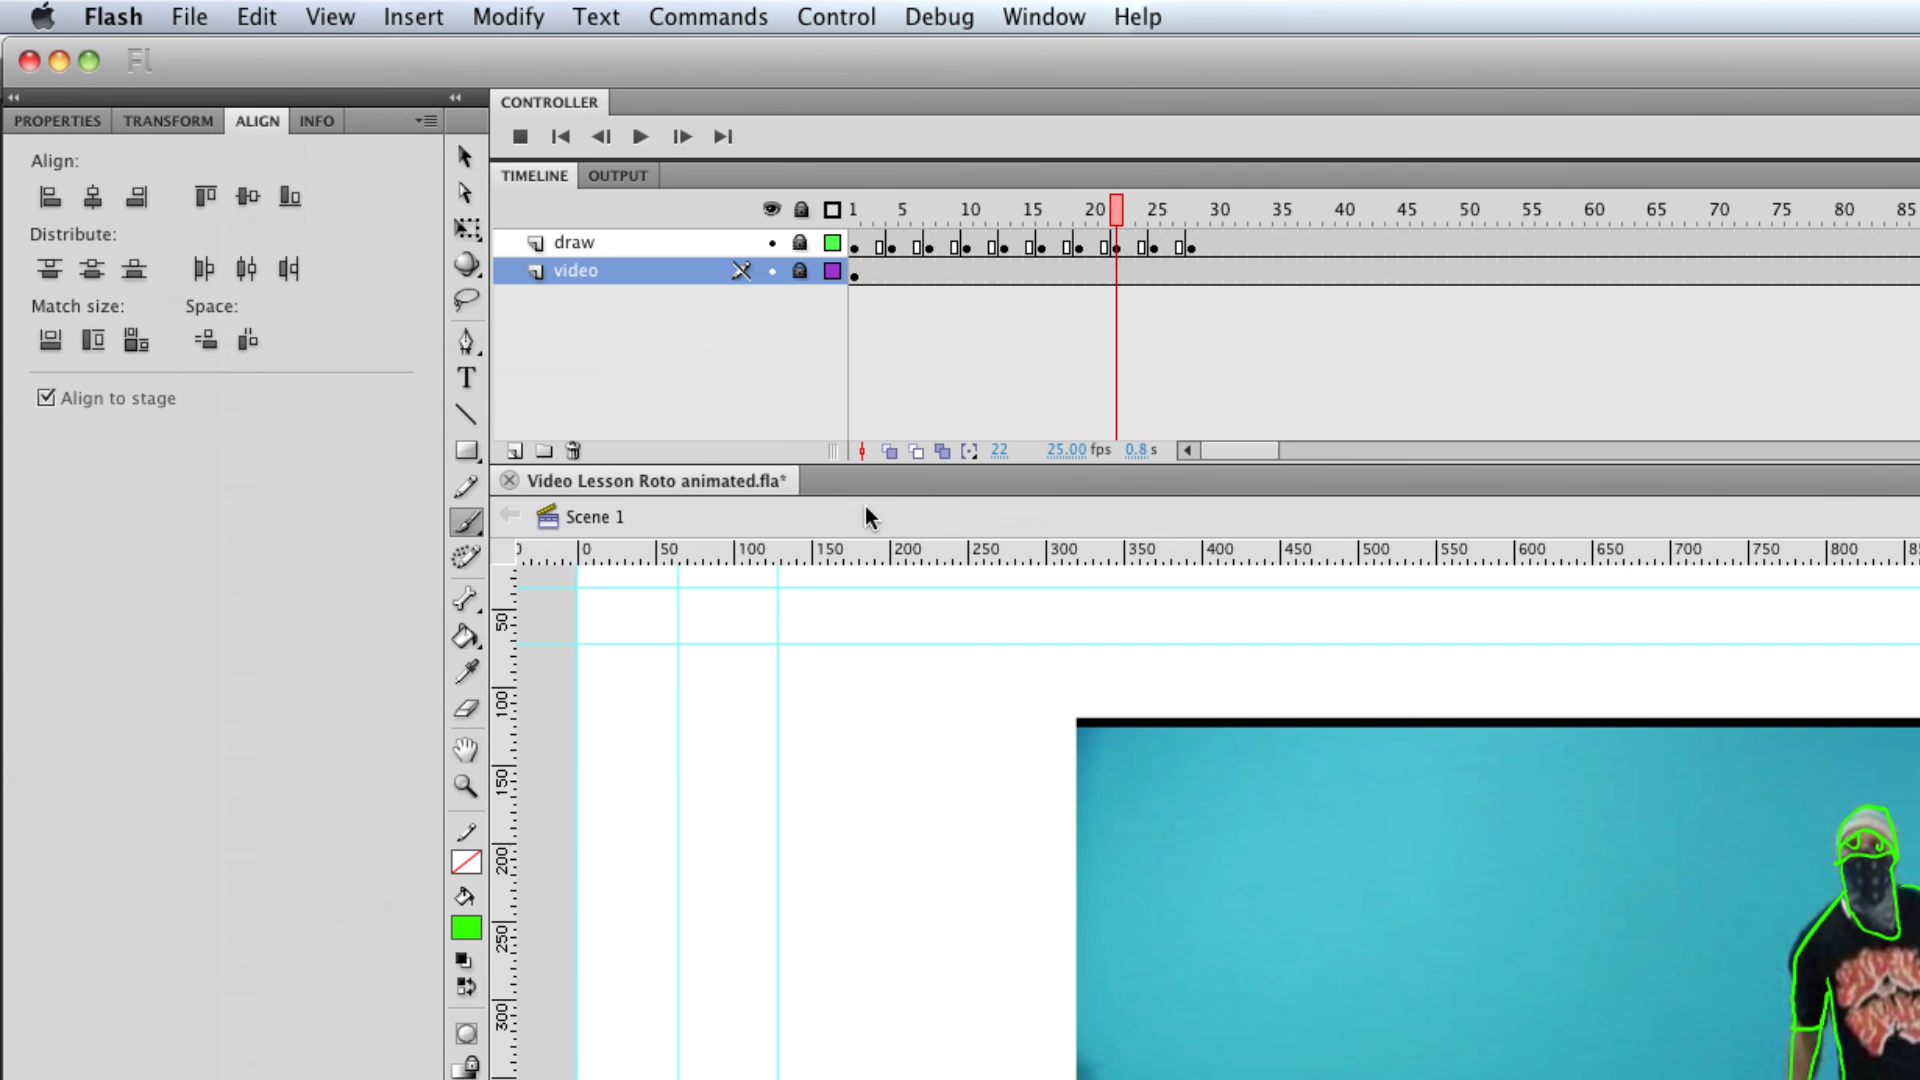 Flash File Edit View Insert Modify Text Commands Control Debug Window Help
Fl
CONTROLLER
PROPERTIES TRANSFORM ALIGN INFO
Align:
TIMELINE OUTPUT
1 5 10 15 20 25 30 35 40 45 50 55 60 65 70 75 80 85
Distribute:
draw
video
Match size: Space:
Align to stage
22 25.00 fps 0.8 s
Video Lesson Roto animated.fla*
Scene 1
0 50 100 150 200 250 300 350 400 450 500 550 600 650 700 750 800
50
100
150
200
250
300